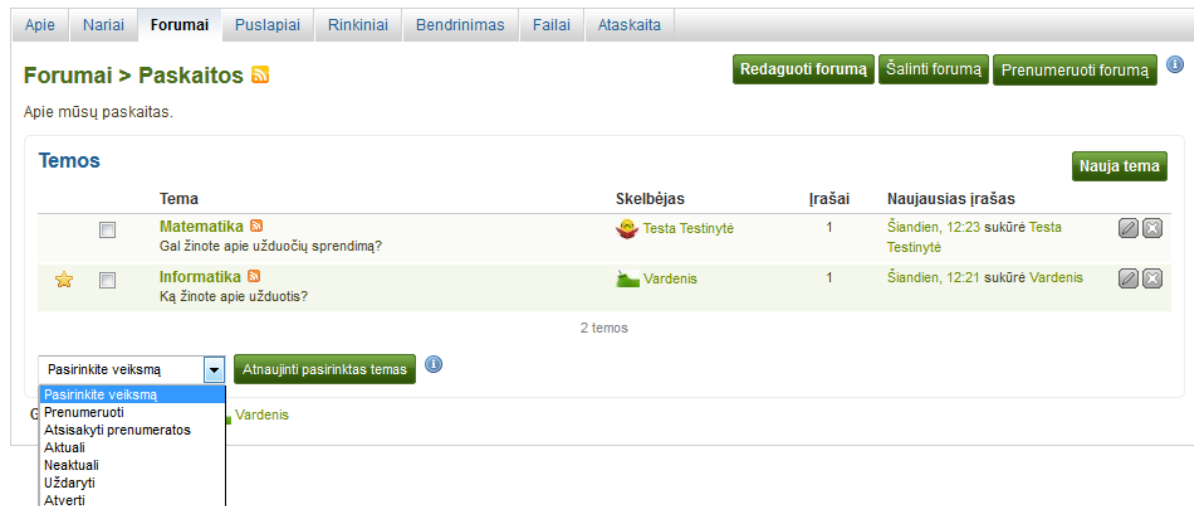 Apie Nariai Forumai Puslapiai Rinkiniai Bendrinimas Failai Ataskaita
Forumai > Paskaitos
Redaguoti forumą Šalinti forumą Prenumeruoti forumą
Apie mūsų paskaitas.
Temos
Nauja tema
Tema Skelbėjas Įrašai Naujausias įrašas
Matematika Testa Testinytė 1 Šiandien, 12:23 sukūrė Testa
Gal žinote apie užduočių sprendimą? Testinytė
Informatika Vardenis 1 Šiandien, 12:21 sukūrė Vardenis
Ką žinote apie užduotis?
2 temos
Pasirinkite veiksmą Atnaujinti pasirinktas temas
Pasirinkite veiksmą
Prenumeruoti Vardenis
Atsisakyti prenumeratos
Aktuali
Neaktuali
Uždaryti
Atverti